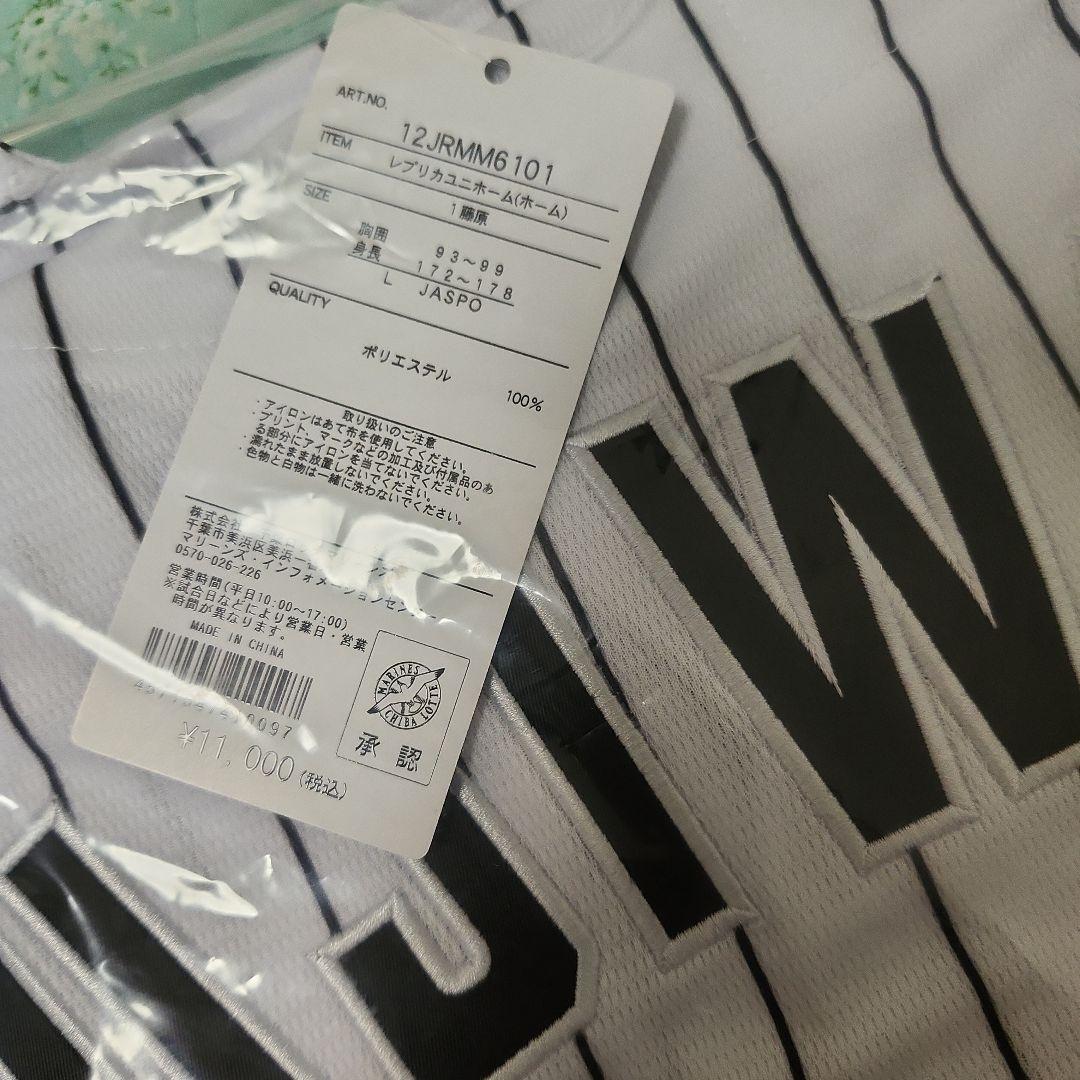 ART.NO.
12JRMM6101
ITEM
レプリカユニホーム(ホーム)
1藤原
SIZE
胸囲 93～99
身長 172～178
L JASPO
QUALITY
ポリエステル 100%
取り扱いのご注意
・アイロンはあて布を使用してください。
・プリント、マークなどの加工及び付属品のあ
る部分にアイロンを当てないでください。
・濡れたまま放置しないでください。
・色物と白物は一緒に洗わないでください。
株式会社
千葉市美浜区美浜
マリーンズ・インフォメーションセンター
0570-026-226
営業時間(平日10:00～17:00)
※試合日などにより営業日・営業
時間が異なります。
MADE IN CHINA
¥11,000(税込)
MARINES
CHIBA LOTTE
承認
W